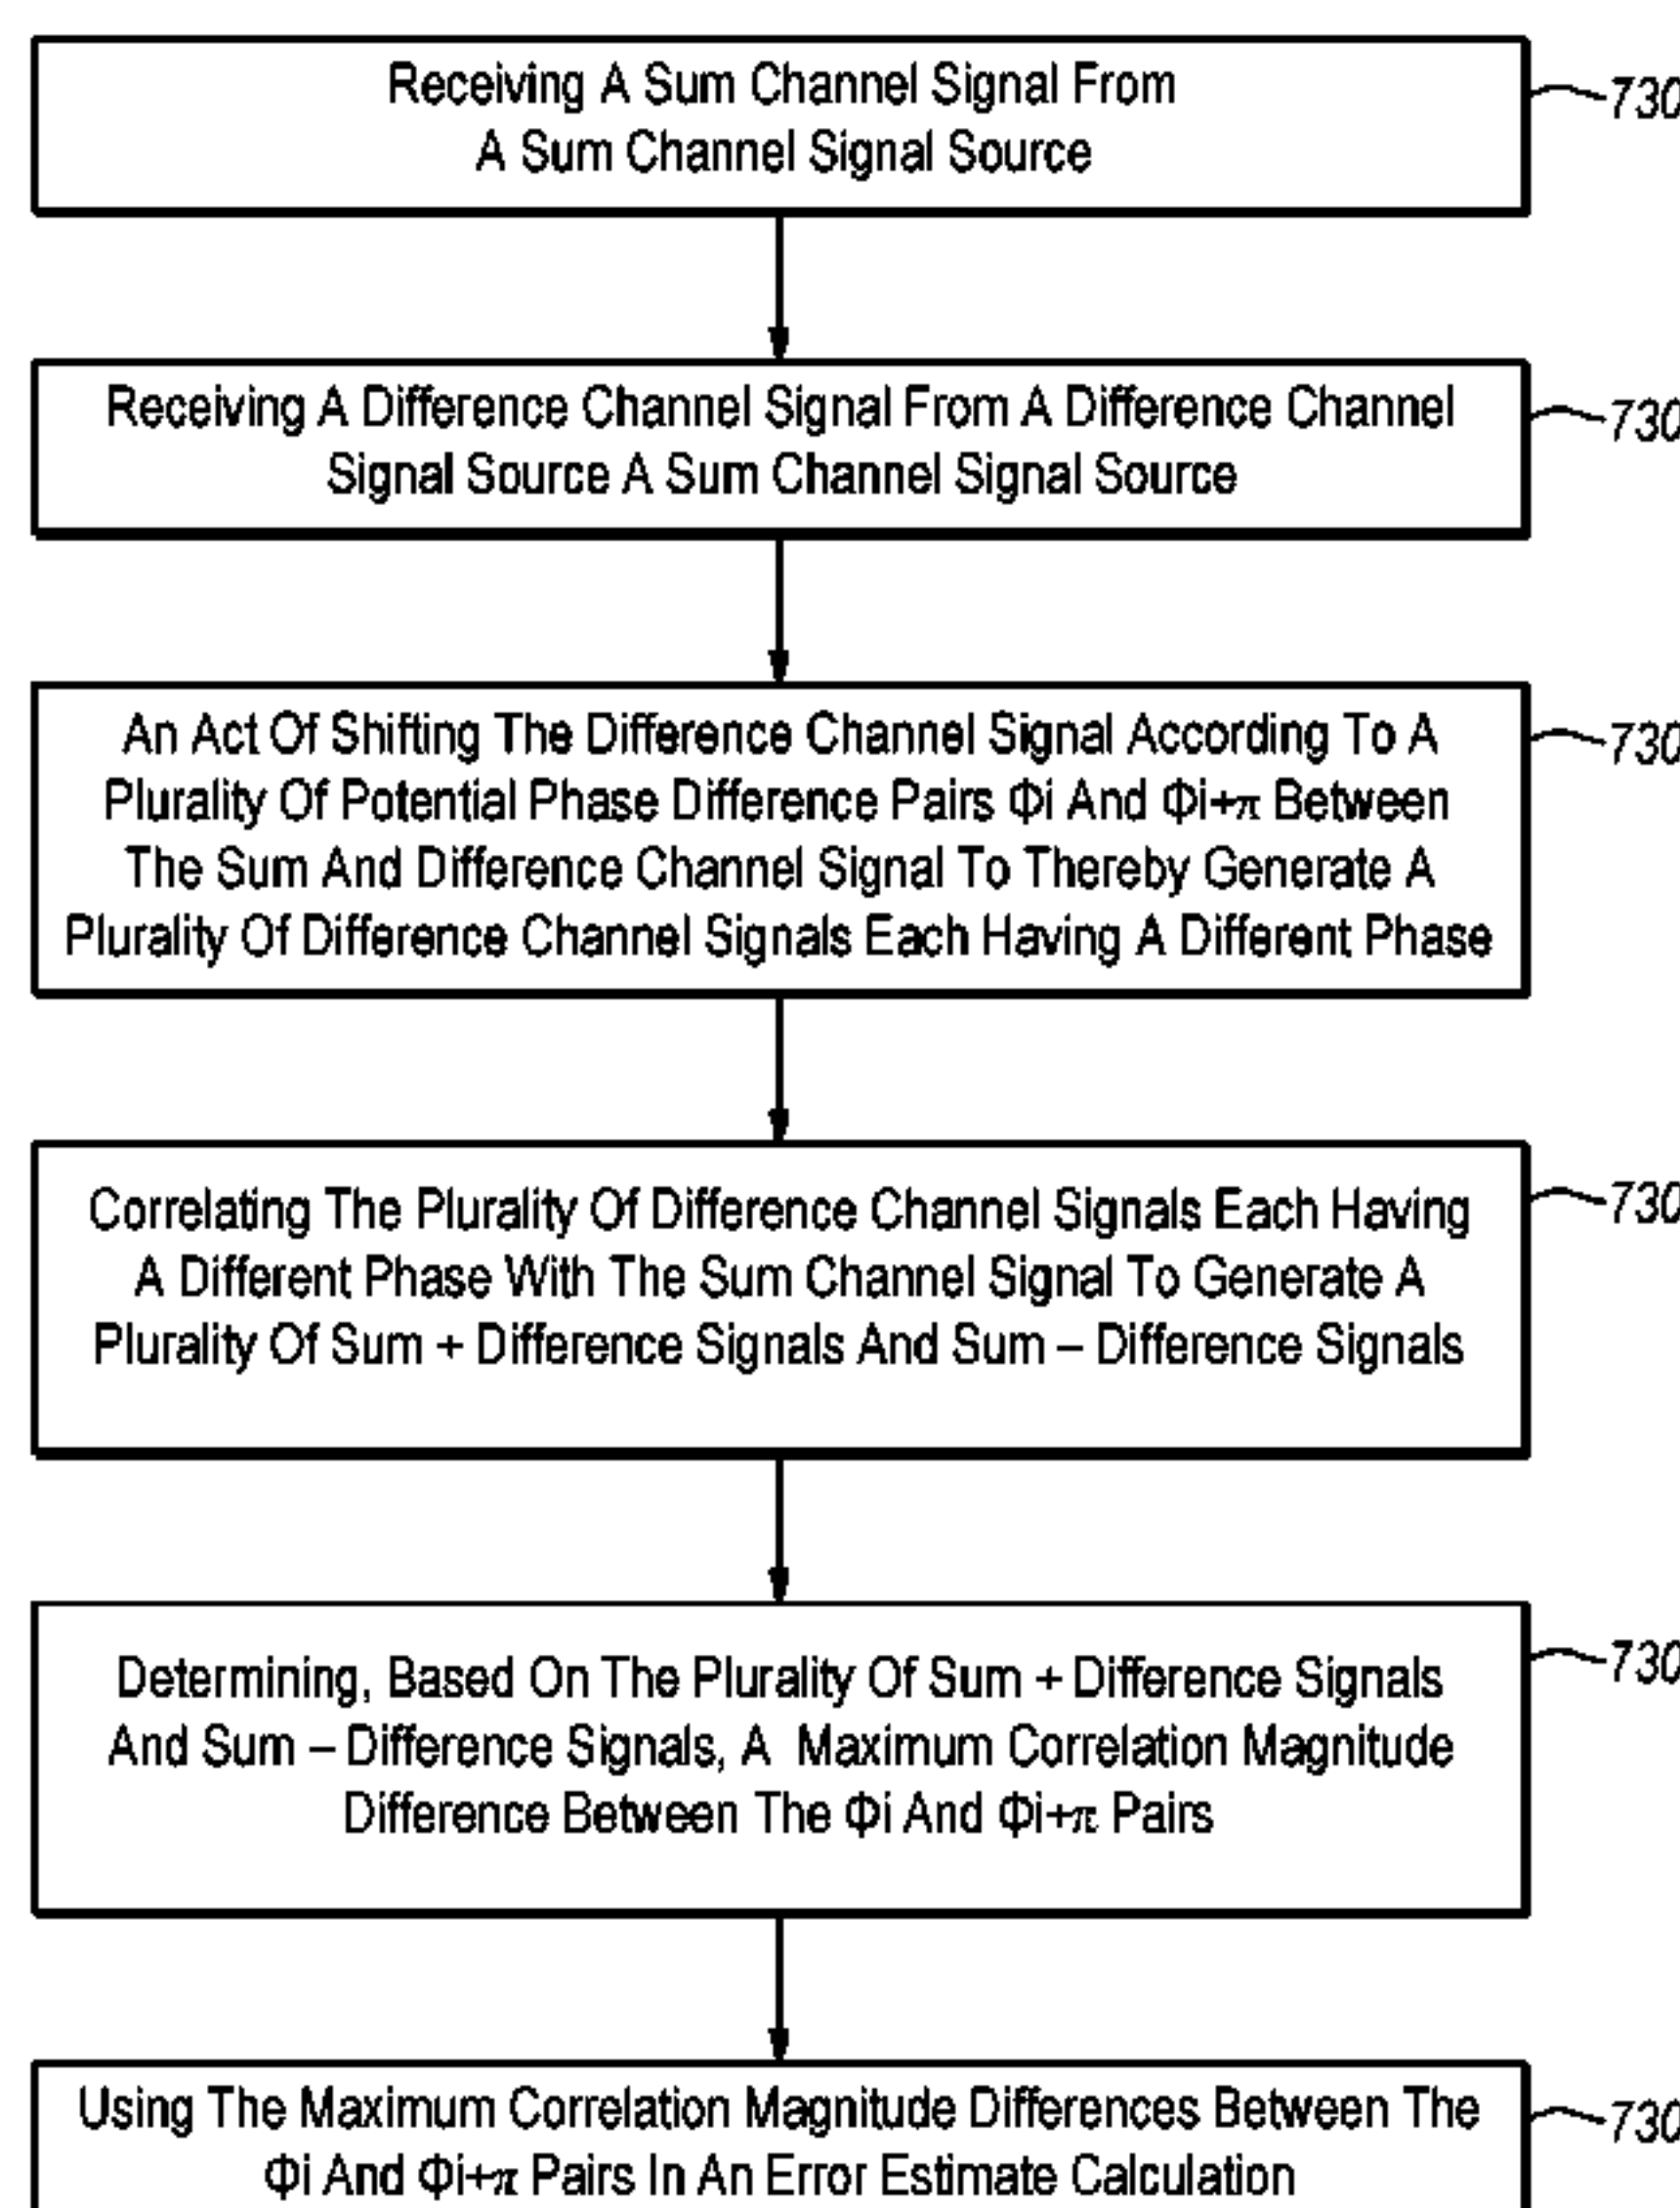 Receiving A Sum Channel Signal From
A Sum Channel Signal Source
730
Receiving A Difference Channel Signal From A Difference Channel
Signal Source A Sum Channel Signal Source
730
An Act Of Shifting The Difference Channel Signal According To A
Plurality Of Potential Phase Difference Pairs Φi And Φi+π Between
The Sum And Difference Channel Signal To Thereby Generate A
Plurality Of Difference Channel Signals Each Having A Different Phase
730
Correlating The Plurality Of Difference Channel Signals Each Having
A Different Phase With The Sum Channel Signal To Generate A
Plurality Of Sum + Difference Signals And Sum – Difference Signals
730
Determining, Based On The Plurality Of Sum + Difference Signals
And Sum – Difference Signals, A Maximum Correlation Magnitude
Difference Between The Φi And Φi+π Pairs
730
Using The Maximum Correlation Magnitude Differences Between The
Φi And Φi+π Pairs In An Error Estimate Calculation
730